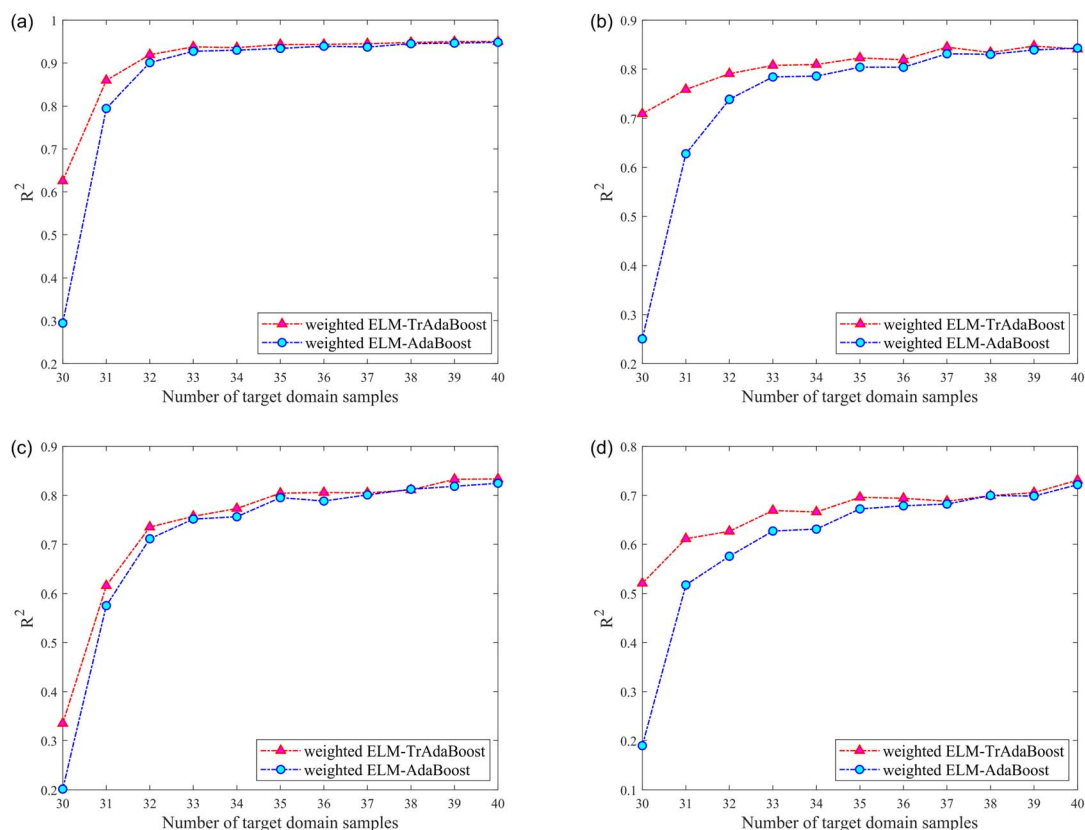 (a)
1
0.9
0.8
0.7
0.6
0.5
0.4
0.3
0.2
R²
weighted ELM-TrAdaBoost
weighted ELM-AdaBoost
30 31 32 33 34 35 36 37 38 39 40
Number of target domain samples
(b)
0.9
0.8
0.7
0.6
0.5
0.4
0.3
0.2
R²
weighted ELM-TrAdaBoost
weighted ELM-AdaBoost
30 31 32 33 34 35 36 37 38 39 40
Number of target domain samples
(c)
0.9
0.8
0.7
0.6
0.5
0.4
0.3
0.2
R²
weighted ELM-TrAdaBoost
weighted ELM-AdaBoost
30 31 32 33 34 35 36 37 38 39 40
Number of target domain samples
(d)
0.8
0.7
0.6
0.5
0.4
0.3
0.2
0.1
R²
weighted ELM-TrAdaBoost
weighted ELM-AdaBoost
30 31 32 33 34 35 36 37 38 39 40
Number of target domain samples